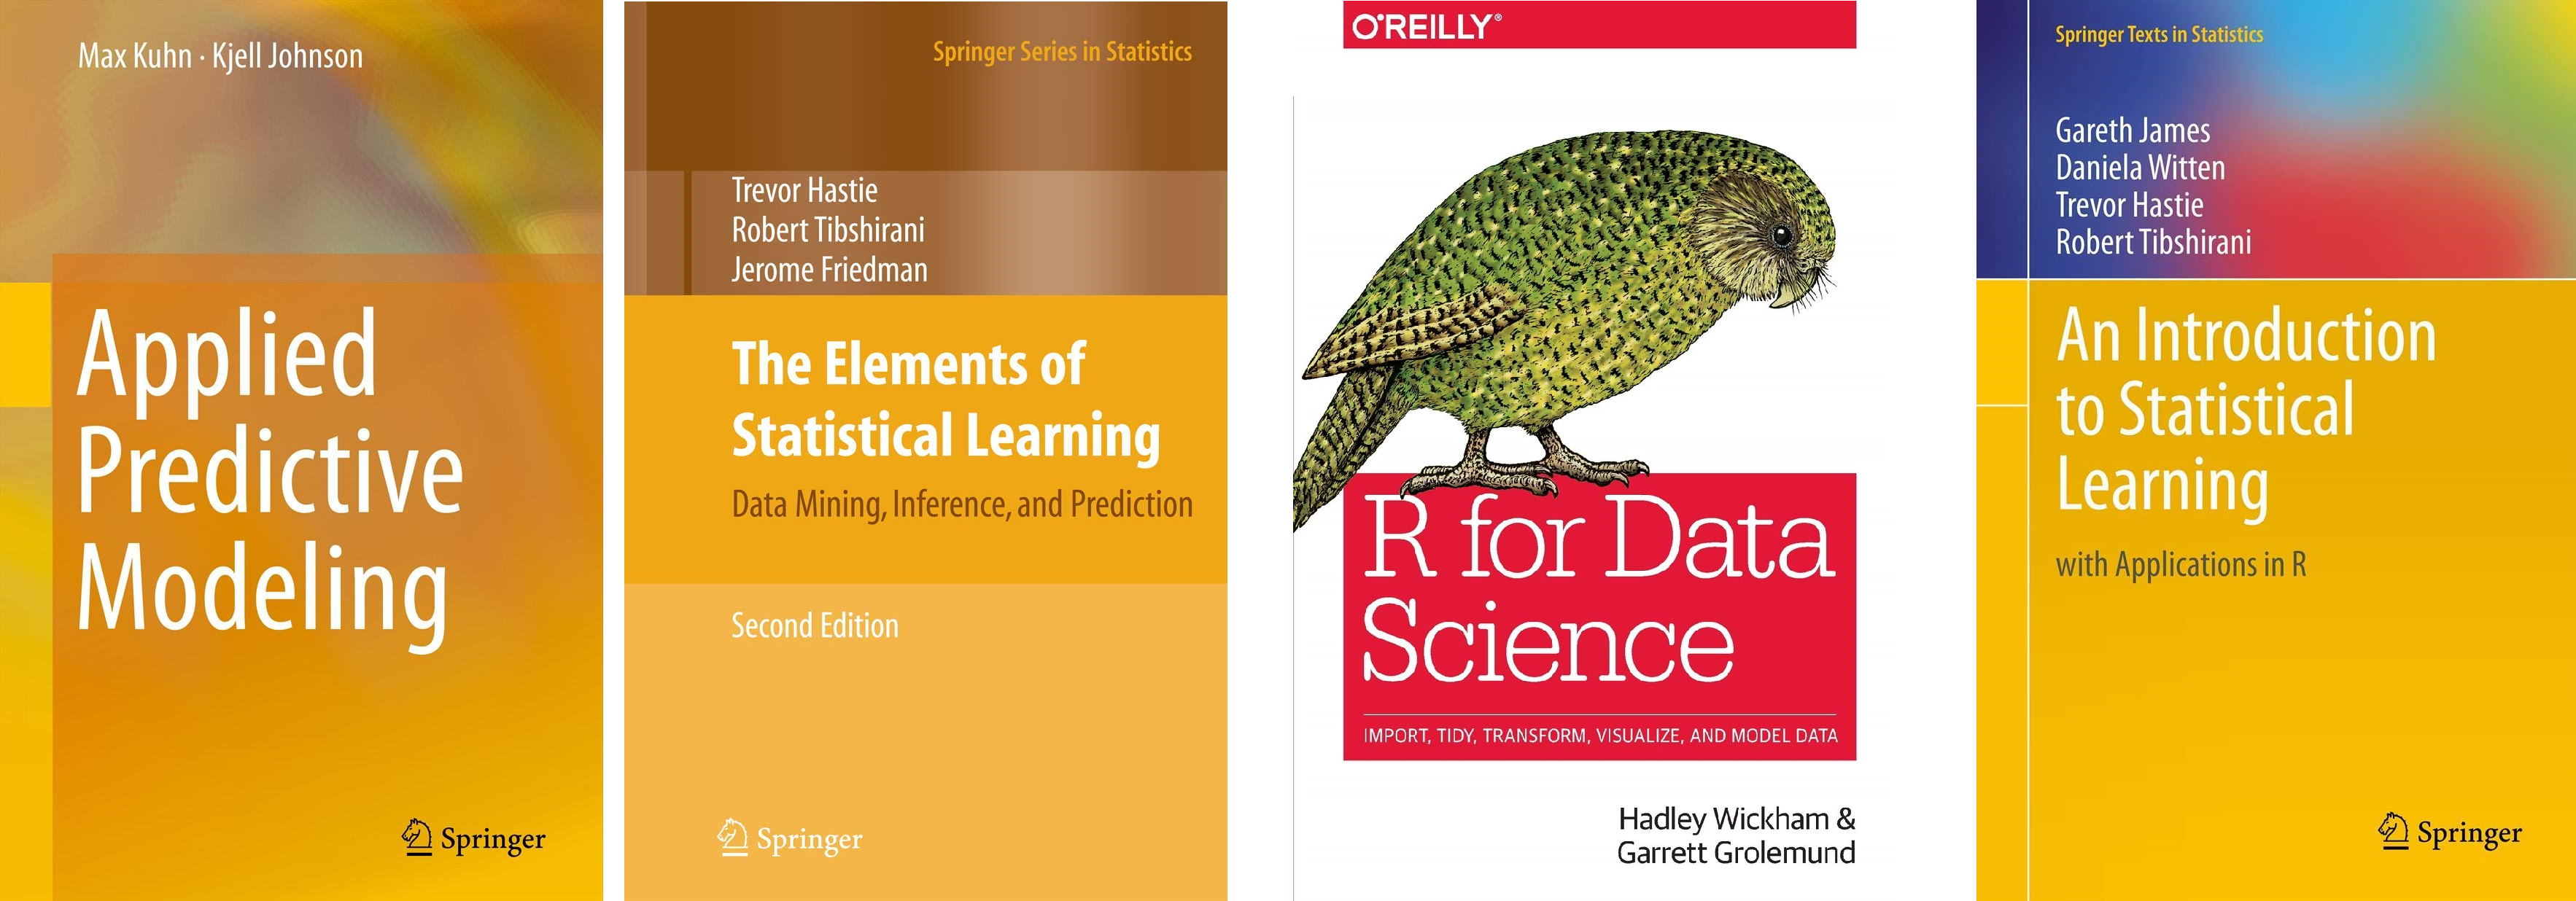 Max Kuhn · Kjell Johnson
Applied
Predictive
Modeling
Springer
Springer Series in Statistics
Trevor Hastie
Robert Tibshirani
Jerome Friedman
The Elements of
Statistical Learning
Data Mining, Inference, and Prediction
Second Edition
Springer
O'REILLY®
R for Data
Science
IMPORT, TIDY, TRANSFORM, VISUALIZE, AND MODEL DATA
Hadley Wickham &
Garrett Grolemund
Springer Texts in Statistics
Gareth James
Daniela Witten
Trevor Hastie
Robert Tibshirani
An Introduction
to Statistical
Learning
with Applications in R
Springer